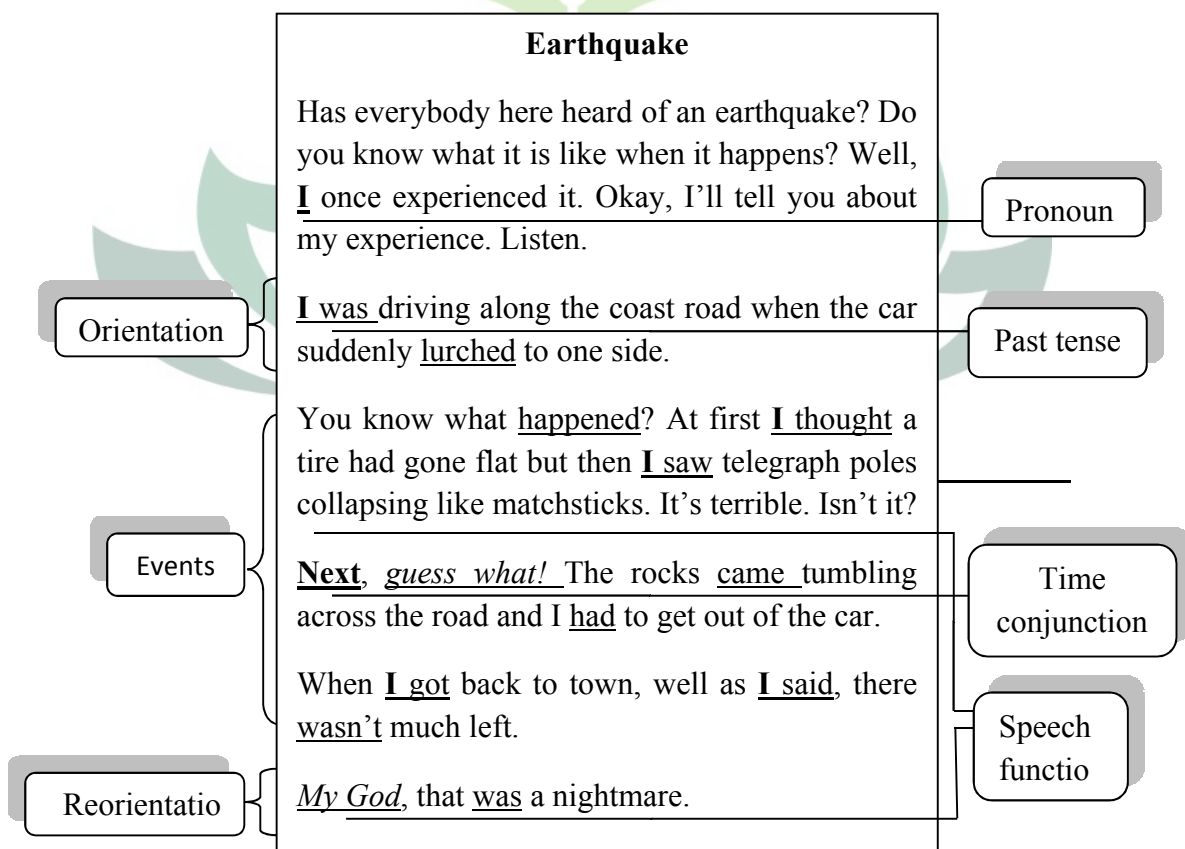 Earthquake
Has everybody here heard of an earthquake? Do
you know what it is like when it happens? Well,
I once experienced it. Okay, I’ll tell you about
my experience. Listen.
Pronoun
Orientation
I was driving along the coast road when the car
suddenly lurched to one side.
Past tense
Events
You know what happened? At first I thought a
tire had gone flat but then I saw telegraph poles
collapsing like matchsticks. It’s terrible. Isn’t it?
Next, guess what! The rocks came tumbling
across the road and I had to get out of the car.
Time
conjunction
When I got back to town, well as I said, there
wasn’t much left.
Speech
functio
Reorientatio
My God, that was a nightmare.